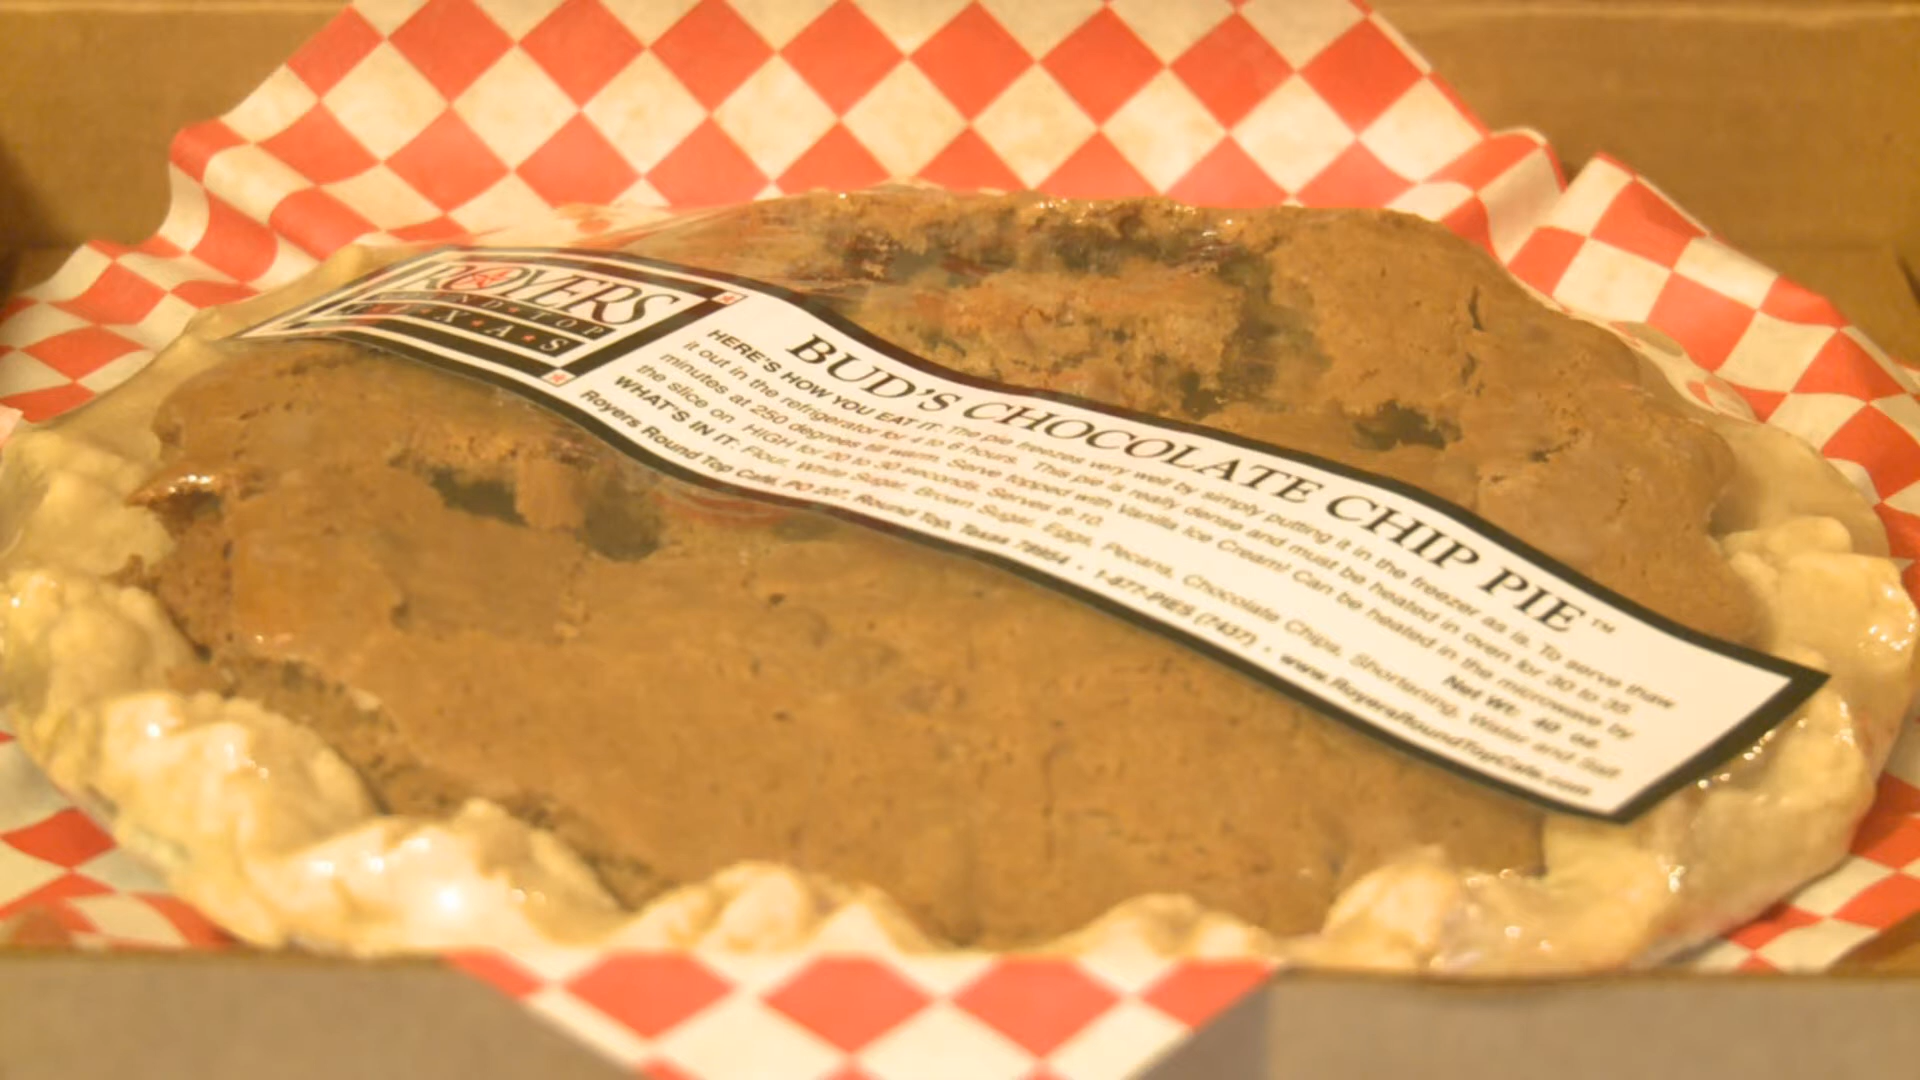 ROYERS
ROUND TOP
TEXAS
BUD'S CHOCOLATE CHIP PIE™
HERE'S HOW YOU EAT IT: The pie freezes very well by simply putting it in the freezer as is. To serve thaw
it out in the refrigerator for 4 to 6 hours. This pie is really dense and must be heated in oven for 30 to 35
minutes at 250 degrees till warm. Serve topped with Vanilla Ice Cream! Can be heated in the microwave by
the slice on HIGH for 20 to 30 seconds. Serves 8-10. Net Wt. 40 oz.
WHAT'S IN IT: Flour, White Sugar, Brown Sugar, Eggs, Pecans, Chocolate Chips, Shortening, Water and Salt
Royers Round Top Café, PO 207, Round Top, Texas 78954 · 1-877-PIES (7437) · www.RoyersRoundTopCafe.com